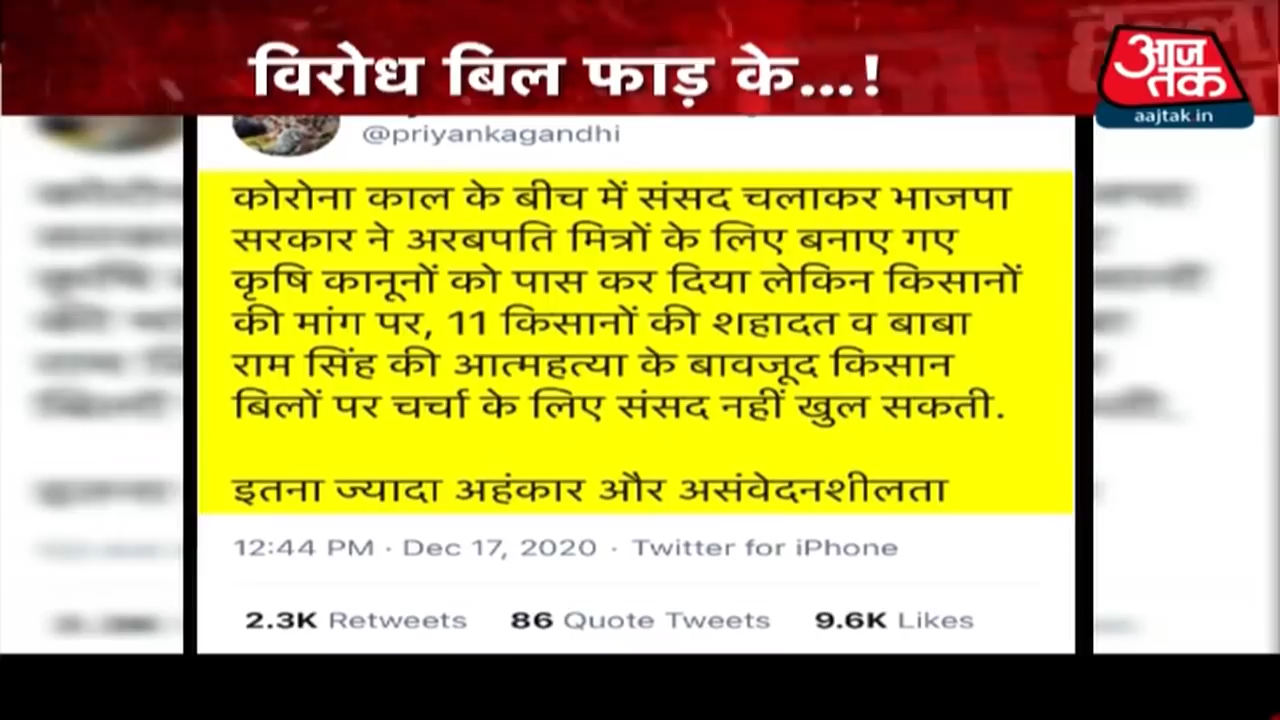 विरोध बिल फाड़ के...!
आज
तक
aajtak.in
@priyankagandhi
कोरोना काल के बीच में संसद चलाकर भाजपा
सरकार ने अरबपति मित्रों के लिए बनाए गए
कृषि कानूनों को पास कर दिया लेकिन किसानों
की मांग पर, 11 किसानों की शहादत व बाबा
राम सिंह की आत्महत्या के बावजूद किसान
बिलों पर चर्चा के लिए संसद नहीं खुल सकती.
इतना ज्यादा अहंकार और असंवेदनशीलता
12:44 PM · Dec 17, 2020 · Twitter for iPhone
2.3K Retweets 86 Quote Tweets 9.6K Likes